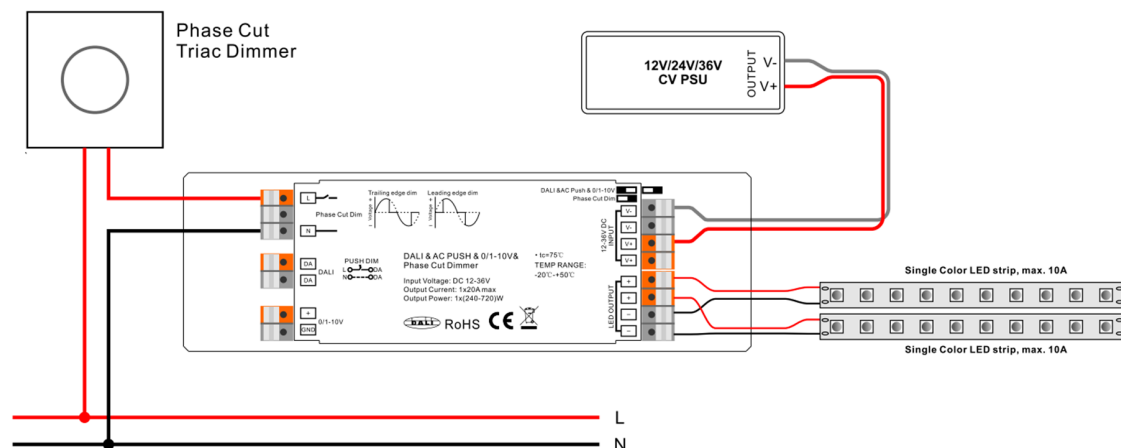 Phase Cut
Triac Dimmer
12V/24V/36V
CV PSU
OUTPUT
V-
V+
DALI &AC Push & 0/1-10V
Phase Cut Dim
L
Phase Cut Dim
N
Trailing edge dim
Voltage
+
-
Leading edge dim
Voltage
+
-
V-
V-
V+
V+
12-36V DC
INPUT
DA
DA
DALI
PUSH DIM
L
DA
N
DA
DALI & AC PUSH & 0/1-10V&
Phase Cut Dimmer
Input Voltage: DC 12-36V
Output Current: 1x20A max
Output Power: 1x(240-720)W
• tc=75℃
TEMP RANGE:
-20℃-+50℃
+
GND
0/1-10V
DALI
RoHS
CE
+
+
−
−
LED OUTPUT
Single Color LED strip, max. 10A
Single Color LED strip, max. 10A
L
N